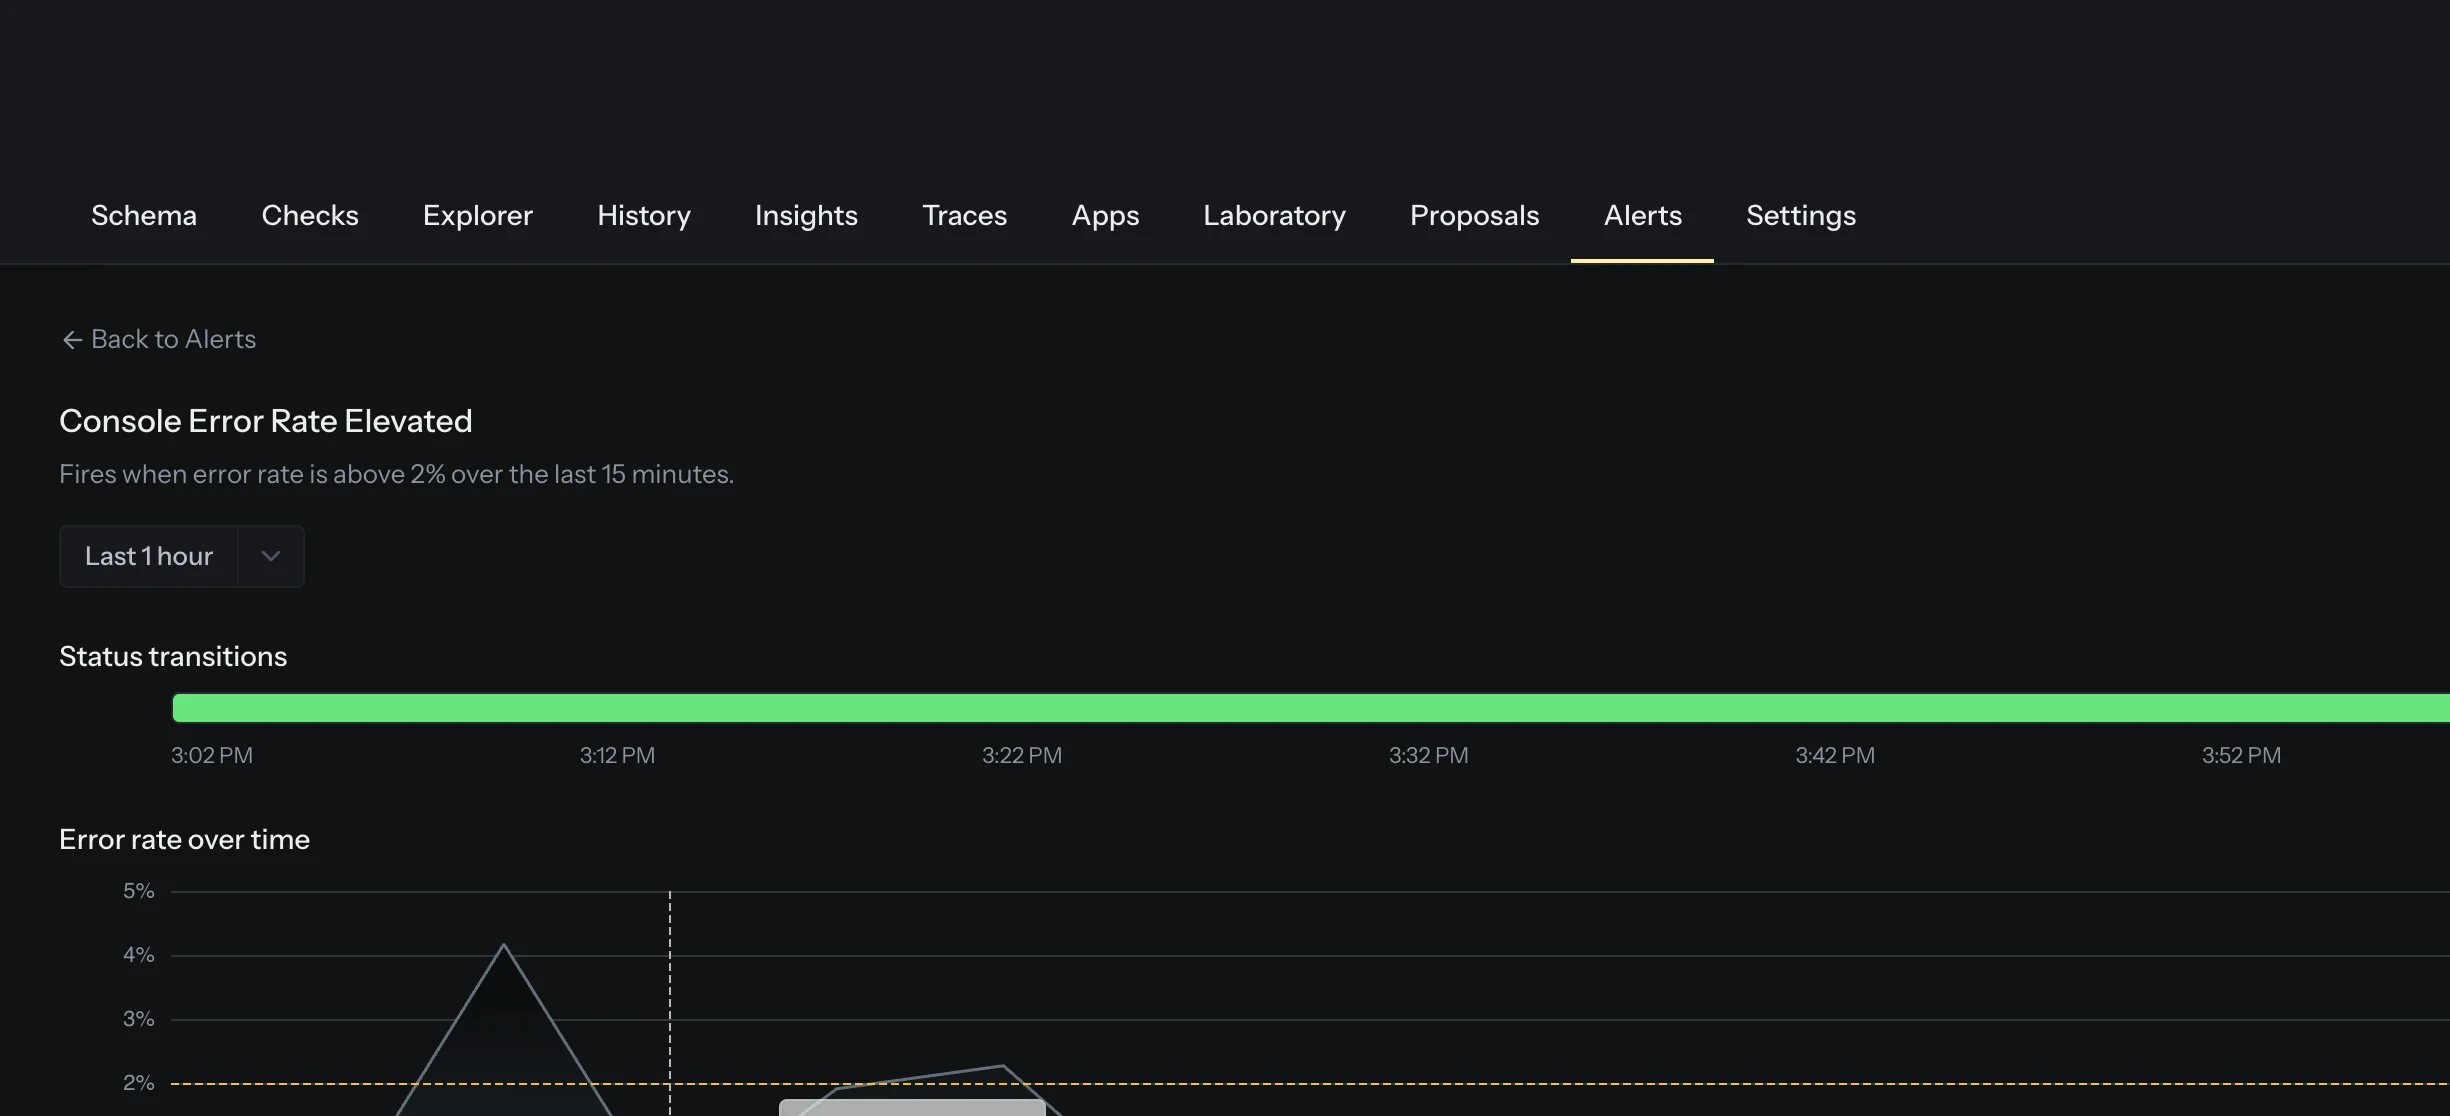 Schema Checks Explorer History Insights Traces Apps Laboratory Proposals Alerts Settings
← Back to Alerts
Console Error Rate Elevated
Fires when error rate is above 2% over the last 15 minutes.
Last 1 hour
Status transitions
3:02 PM 3:12 PM 3:22 PM 3:32 PM 3:42 PM 3:52 PM
Error rate over time
5%
4%
3%
2%